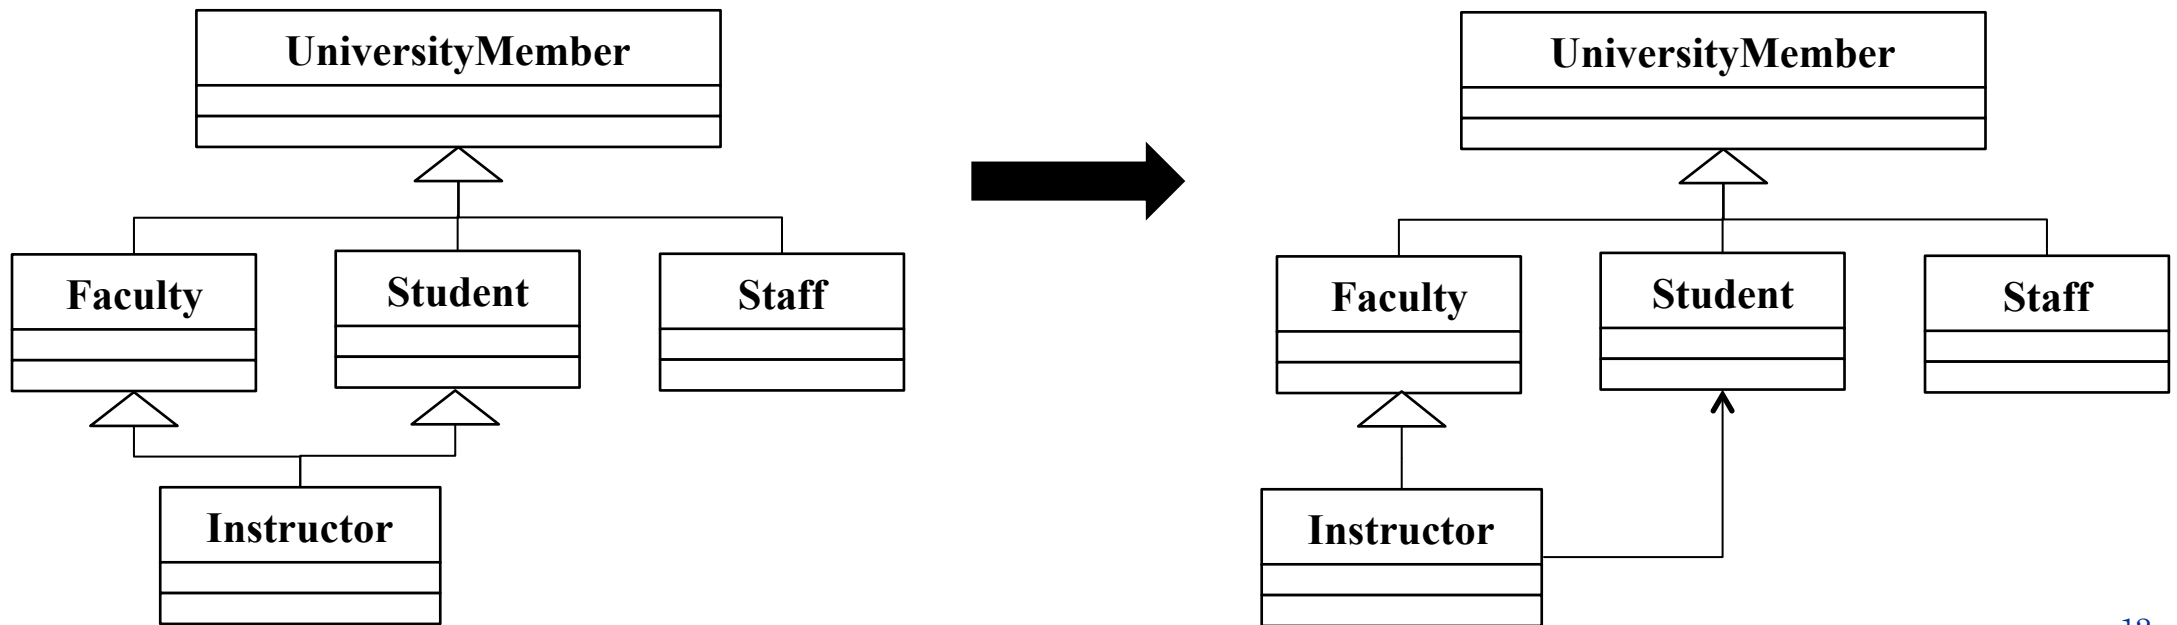 UniversityMember
Faculty
Student
Staff
Instructor
UniversityMember
Faculty
Student
Staff
Instructor